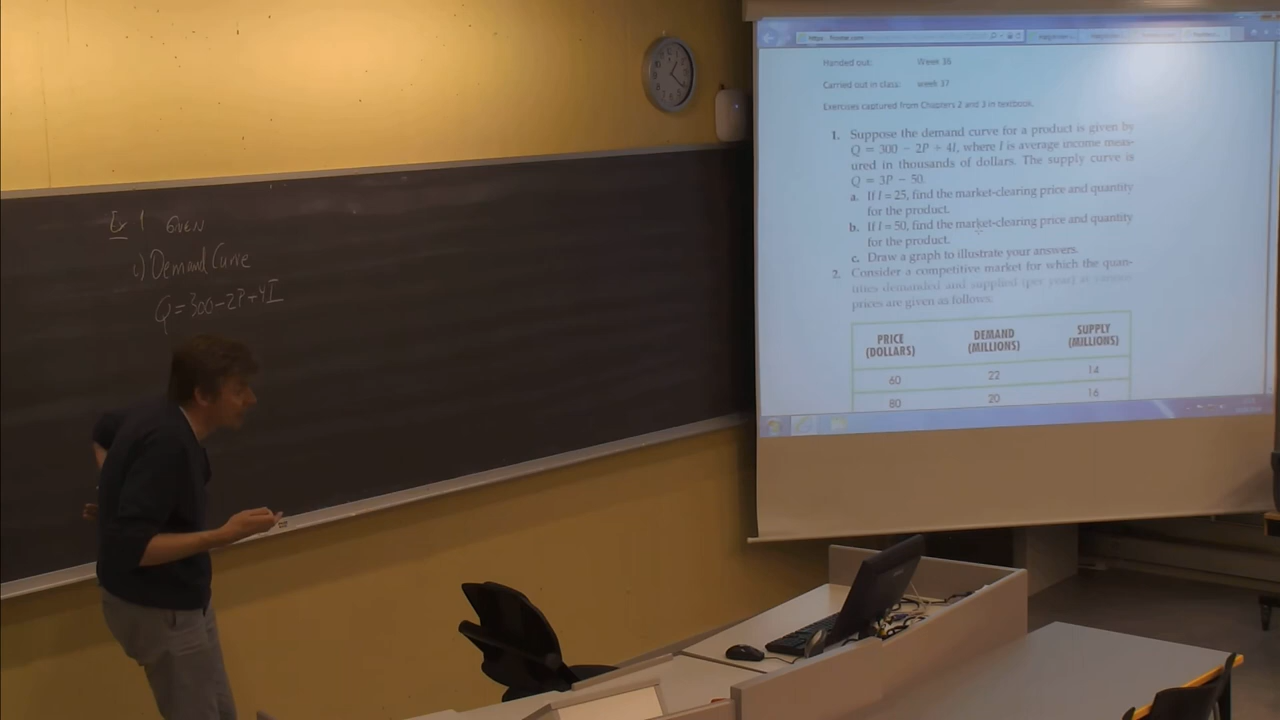 Ex 1 Given
1) Demand Curve
Q=300-2P+4I
Handed out: Week 36
Carried out in class: week 37
Exercises captured from Chapters 2 and 3 in textbook.
1. Suppose the demand curve for a product is given by
Q = 300 − 2P + 4I, where I is average income meas-
ured in thousands of dollars. The supply curve is
Q = 3P − 50.
a. If I = 25, find the market-clearing price and quantity
for the product.
b. If I = 50, find the market-clearing price and quantity
for the product.
c. Draw a graph to illustrate your answers.
2. Consider a competitive market for which the quan-
tities demanded and supplied (per year) at various
prices are given as follows:
PRICE (DOLLARS) DEMAND (MILLIONS) SUPPLY (MILLIONS)
60 22 14
80 20 16